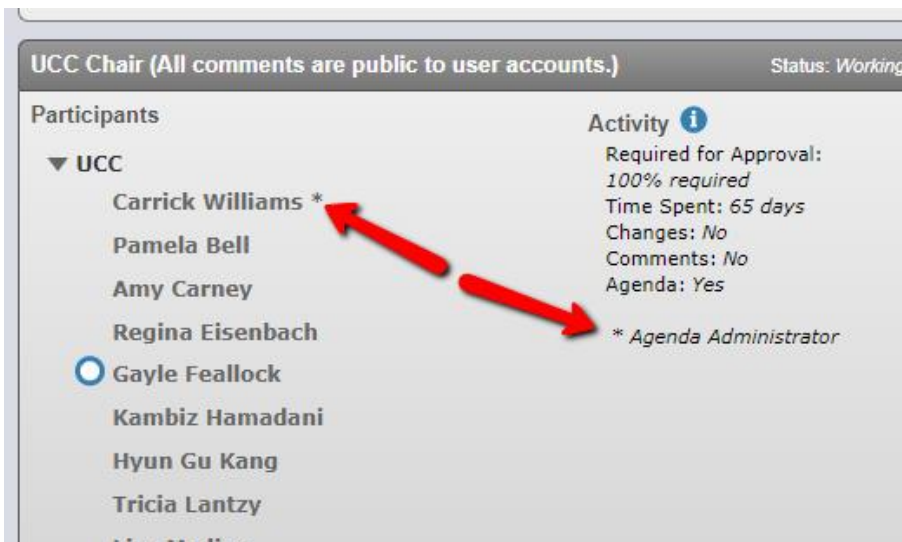 UCC Chair (All comments are public to user accounts.) Status: Working
Participants
UCC
Carrick Williams *
Pamela Bell
Amy Carney
Regina Eisenbach
Gayle Feallock
Kambiz Hamadani
Hyun Gu Kang
Tricia Lantzy
Activity
Required for Approval:
100% required
Time Spent: 65 days
Changes: No
Comments: No
Agenda: Yes
* Agenda Administrator